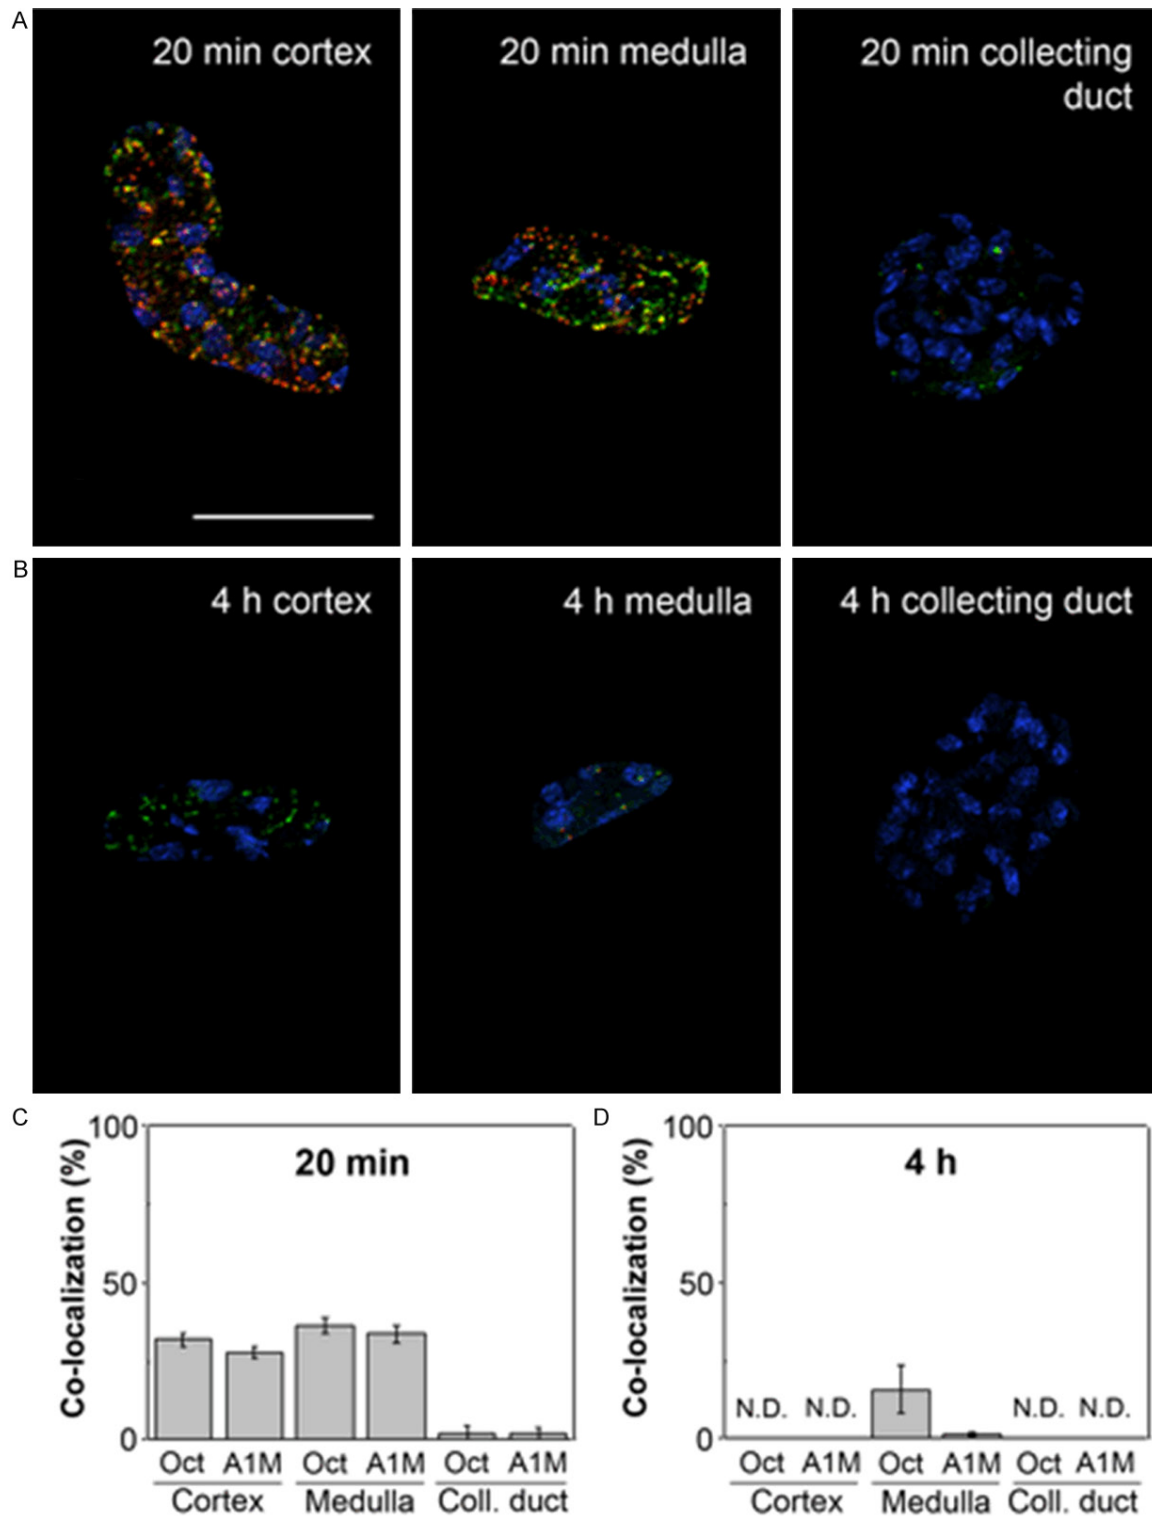 A
20 min cortex
20 min medulla
20 min collecting
duct
B
4 h cortex
4 h medulla
4 h collecting duct
C
100
50
0
Co-localization (%)
20 min
Oct A1M Oct A1M Oct A1M
Cortex Medulla Coll. duct
D
100
50
0
Co-localization (%)
4 h
N.D. N.D. N.D. N.D.
Oct A1M Oct A1M Oct A1M
Cortex Medulla Coll. duct